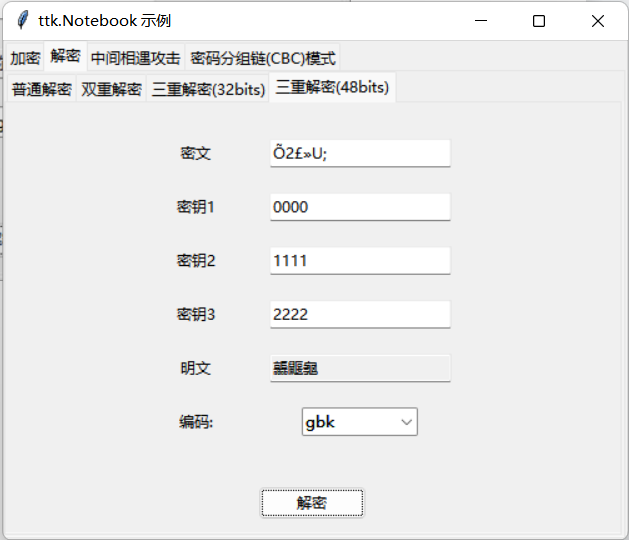 ttk.Notebook 示例
加密 解密 中间相遇攻击 密码分组链(CBC)模式
普通解密 双重解密 三重解密(32bits) 三重解密(48bits)
密文 Õ2£»U;
密钥1 0000
密钥2 1111
密钥3 2222
明文
编码: gbk
解密